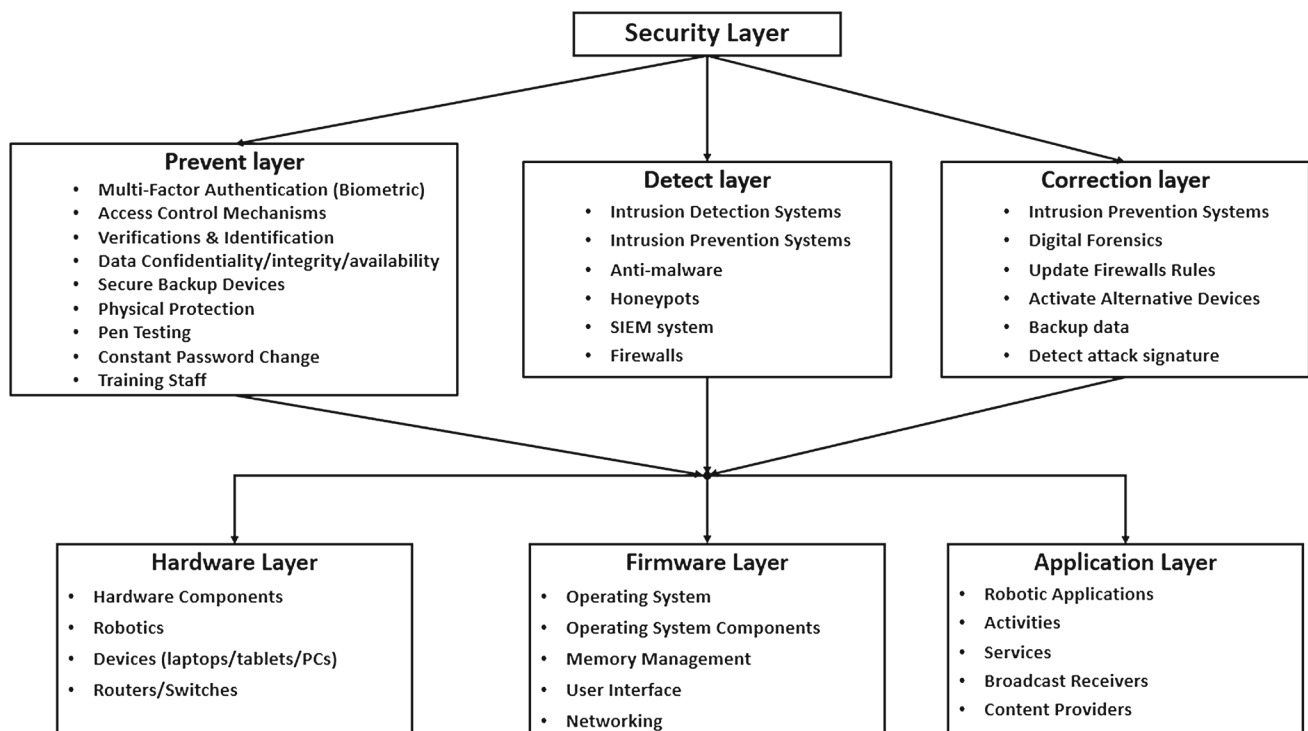 Security Layer
Prevent layer
• Multi-Factor Authentication (Biometric)
• Access Control Mechanisms
• Verifications & Identification
• Data Confidentiality/integrity/availability
• Secure Backup Devices
• Physical Protection
• Pen Testing
• Constant Password Change
• Training Staff
Detect layer
• Intrusion Detection Systems
• Intrusion Prevention Systems
• Anti-malware
• Honeypots
• SIEM system
• Firewalls
Correction layer
• Intrusion Prevention Systems
• Digital Forensics
• Update Firewalls Rules
• Activate Alternative Devices
• Backup data
• Detect attack signature
Hardware Layer
• Hardware Components
• Robotics
• Devices (laptops/tablets/PCs)
• Routers/Switches
Firmware Layer
• Operating System
• Operating System Components
• Memory Management
• User Interface
• Networking
Application Layer
• Robotic Applications
• Activities
• Services
• Broadcast Receivers
• Content Providers